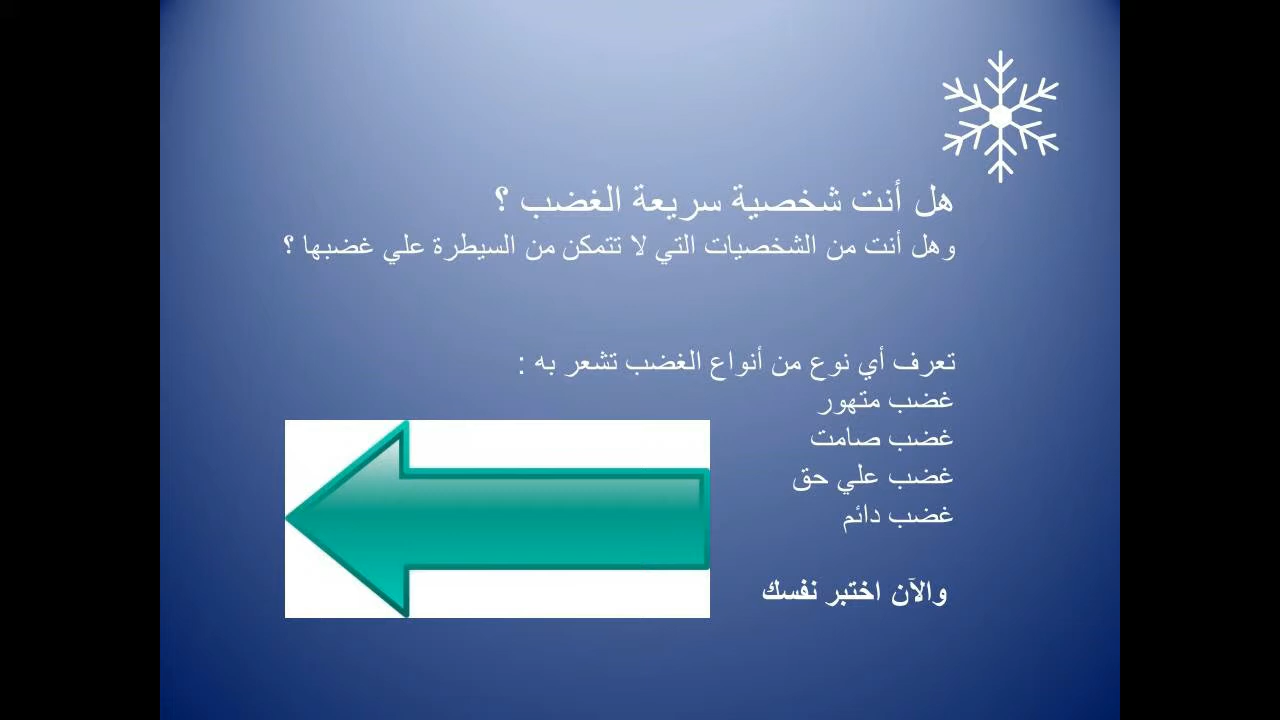 هل أنت شخصية سريعة الغضب ؟
وهل أنت من الشخصيات التي لا تتمكن من السيطرة علي غضبها ؟
تعرف أي نوع من أنواع الغضب تشعر به :
غضب متهور
غضب صامت
غضب علي حق
غضب دائم
والآن اختبر نفسك